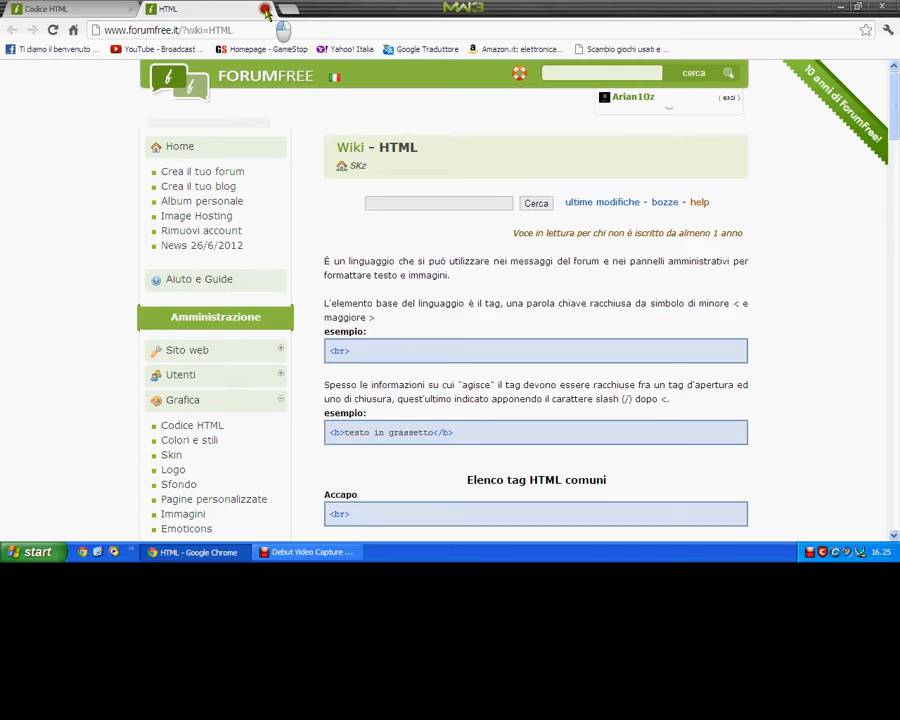 Codice HTML
HTML
MW3
www.forumfree.it/?wiki=HTML
Ti diamo il benvenuto ...
YouTube - Broadcast ...
Homepage - GameStop
Yahoo! Italia
Google Traduttore
Amazon.it: elettronica...
Scambio giochi usati e ...
FORUMFREE
cerca
10 anni di ForumFree!
Arian10z
( esci )
Home
Crea il tuo forum
Crea il tuo blog
Album personale
Image Hosting
Rimuovi account
News 26/6/2012
Aiuto e Guide
Amministrazione
Sito web
Utenti
Grafica
Codice HTML
Colori e stili
Skin
Logo
Sfondo
Pagine personalizzate
Immagini
Emoticons
Wiki - HTML
SKz
Cerca
ultime modifiche - bozze - help
Voce in lettura per chi non è iscritto da almeno 1 anno
È un linguaggio che si può utilizzare nei messaggi del forum e nei pannelli amministrativi per
formattare testo e immagini.
L'elemento base del linguaggio è il tag, una parola chiave racchiusa da simbolo di minore < e
maggiore >
esempio:
<br>
Spesso le informazioni su cui "agisce" il tag devono essere racchiuse fra un tag d'apertura ed
uno di chiusura, quest'ultimo indicato apponendo il carattere slash (/) dopo <.
esempio:
<b>testo in grassetto</b>
Elenco tag HTML comuni
Accapo
<br>
start
HTML - Google Chrome
Debut Video Capture ...
16.25